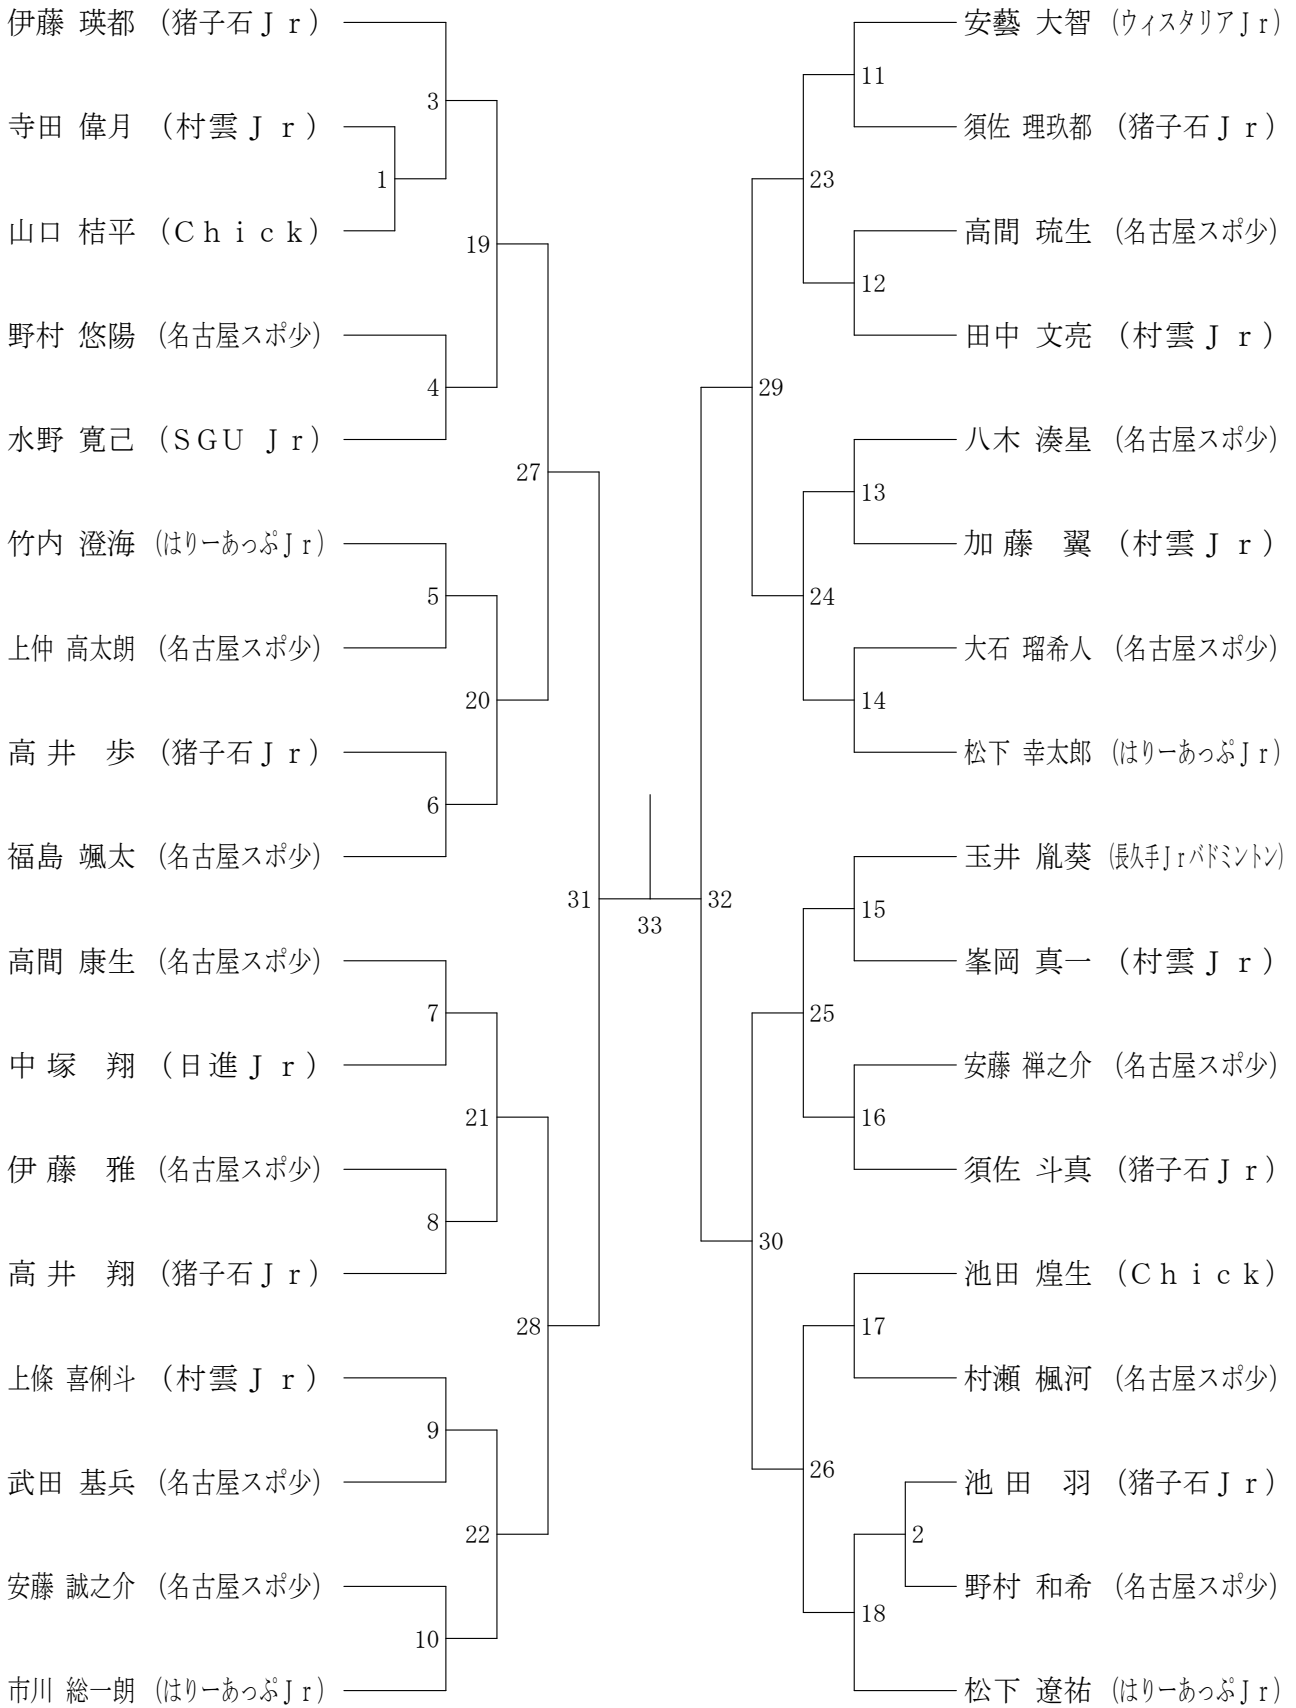 伊藤 瑛都 (猪子石Ｊｒ)
寺田 偉月 (村雲Ｊｒ)
山口 桔平 (Ｃｈｉｃｋ)
野村 悠陽 (名古屋スポ少)
水野 寛己 (ＳＧＵ Ｊｒ)
竹内 澄海 (はりーあっぷＪｒ)
上仲 高太朗 (名古屋スポ少)
高井 歩 (猪子石Ｊｒ)
福島 颯太 (名古屋スポ少)
高間 康生 (名古屋スポ少)
中塚 翔 (日進Ｊｒ)
伊藤 雅 (名古屋スポ少)
高井 翔 (猪子石Ｊｒ)
上條 喜俐斗 (村雲Ｊｒ)
武田 基兵 (名古屋スポ少)
安藤 誠之介 (名古屋スポ少)
市川 総一朗 (はりーあっぷＪｒ)
1
3
4
5
6
7
8
9
10
19
20
21
22
27
28
31
33
32
29
30
23
24
25
26
11
12
13
14
15
16
17
18
2
安藝 大智 (ウィスタリアＪｒ)
須佐 理玖都 (猪子石Ｊｒ)
高間 琉生 (名古屋スポ少)
田中 文亮 (村雲Ｊｒ)
八木 湊星 (名古屋スポ少)
加藤 翼 (村雲Ｊｒ)
大石 瑠希人 (名古屋スポ少)
松下 幸太郎 (はりーあっぷＪｒ)
玉井 胤葵 (長久手Ｊｒバドミントン)
峯岡 真一 (村雲Ｊｒ)
安藤 禅之介 (名古屋スポ少)
須佐 斗真 (猪子石Ｊｒ)
池田 煌生 (Ｃｈｉｃｋ)
村瀬 楓河 (名古屋スポ少)
池田 羽 (猪子石Ｊｒ)
野村 和希 (名古屋スポ少)
松下 遼祐 (はりーあっぷＪｒ)